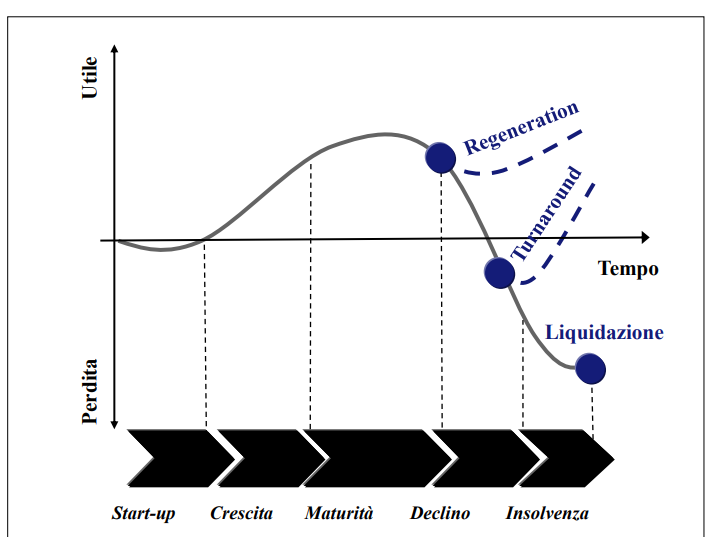 Utile
Regeneration
Turnaround
Tempo
Liquidazione
Perdita
Start-up Crescita Maturità Declino Insolvenza